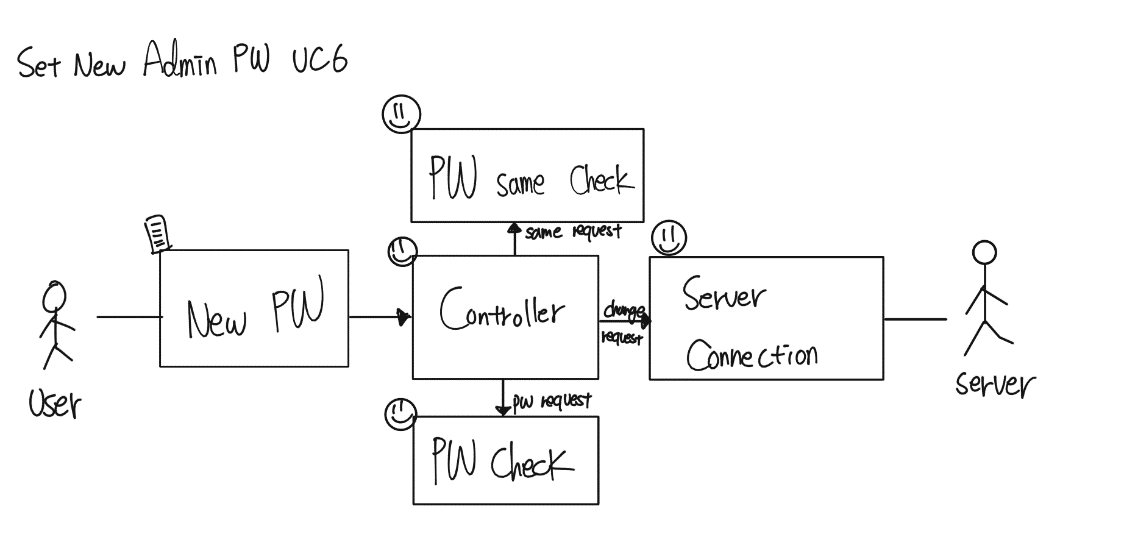 Set New Admin PW UC6
PW same Check
same request
New PW
Controller
change
request
Server
Connection
User
Server
PW request
PW Check